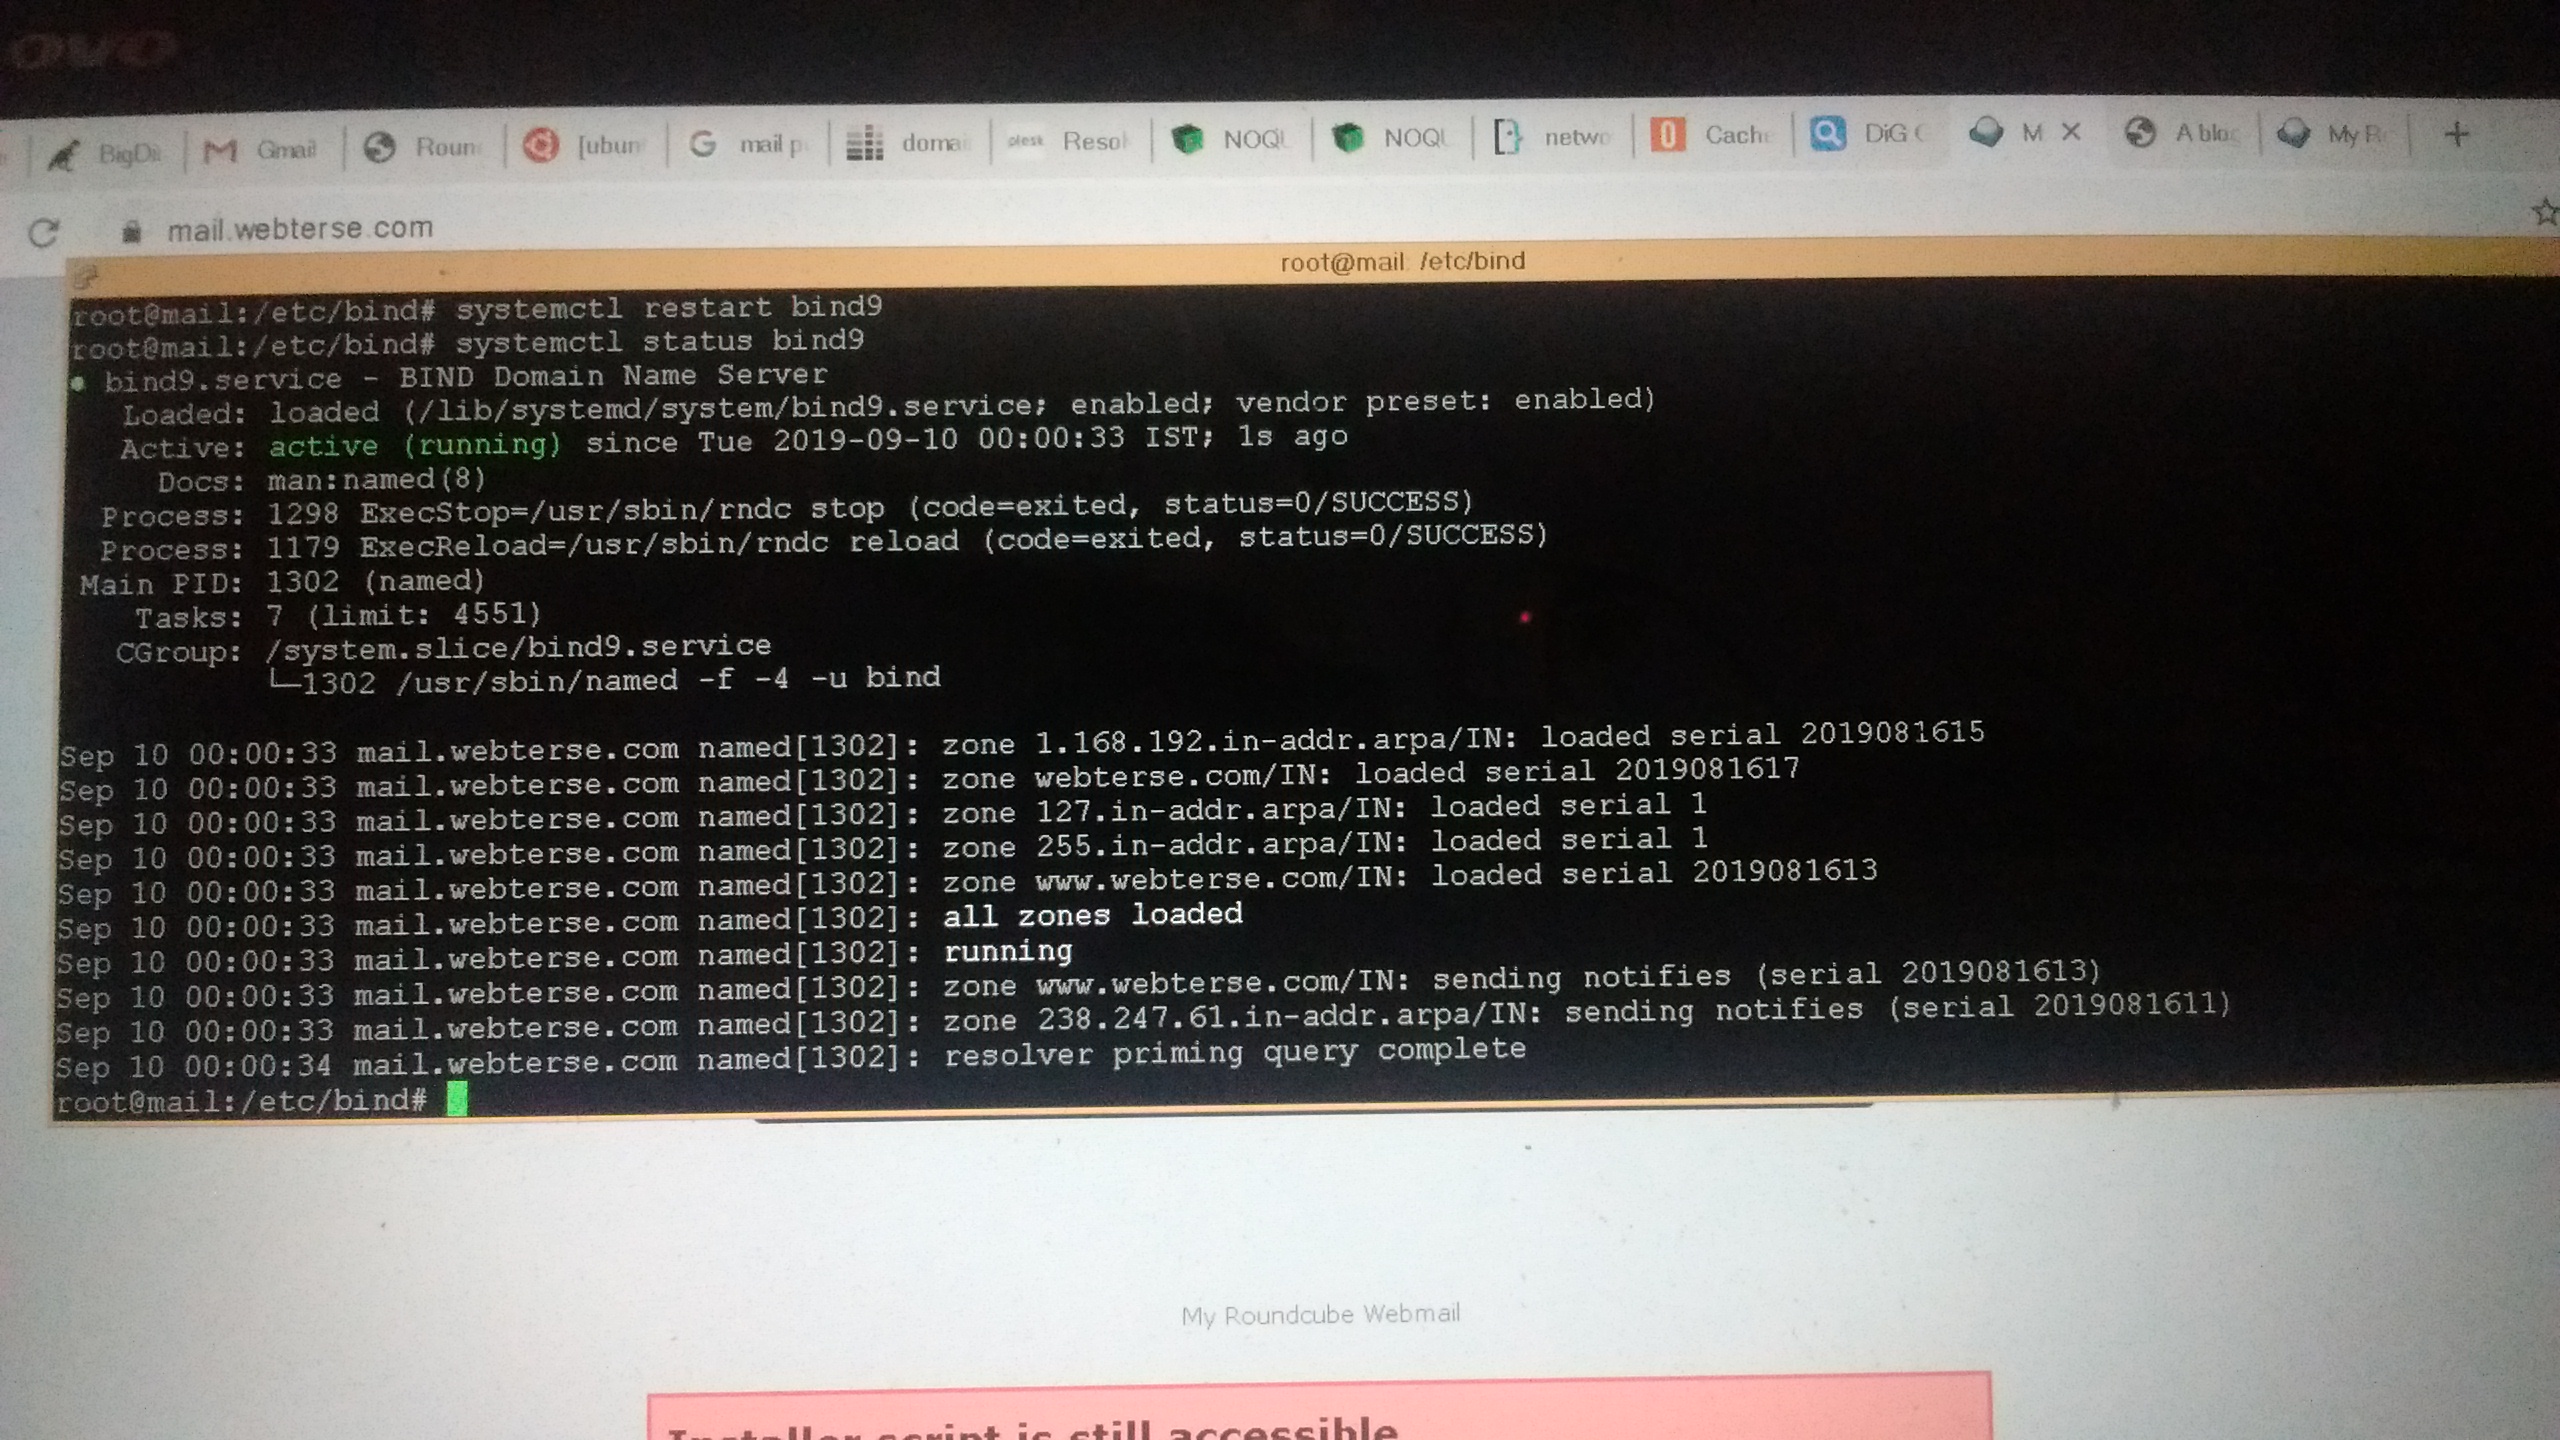 ovo
BigDi
Gmail
Roun
[ubun
mail p
domai
plesk Resol
NOQU
NOQU
netwo
Cache
DiG
M
A bloc
My R
mail.webterse.com
root@mail: /etc/bind
root@mail:/etc/bind# systemctl restart bind9
root@mail:/etc/bind# systemctl status bind9
● bind9.service - BIND Domain Name Server
Loaded: loaded (/lib/systemd/system/bind9.service; enabled; vendor preset: enabled)
Active: active (running) since Tue 2019-09-10 00:00:33 IST; 1s ago
Docs: man:named(8)
Process: 1298 ExecStop=/usr/sbin/rndc stop (code=exited, status=0/SUCCESS)
Process: 1179 ExecReload=/usr/sbin/rndc reload (code=exited, status=0/SUCCESS)
Main PID: 1302 (named)
Tasks: 7 (limit: 4551)
CGroup: /system.slice/bind9.service
└─1302 /usr/sbin/named -f -4 -u bind
Sep 10 00:00:33 mail.webterse.com named[1302]: zone 1.168.192.in-addr.arpa/IN: loaded serial 2019081615
Sep 10 00:00:33 mail.webterse.com named[1302]: zone webterse.com/IN: loaded serial 2019081617
Sep 10 00:00:33 mail.webterse.com named[1302]: zone 127.in-addr.arpa/IN: loaded serial 1
Sep 10 00:00:33 mail.webterse.com named[1302]: zone 255.in-addr.arpa/IN: loaded serial 1
Sep 10 00:00:33 mail.webterse.com named[1302]: zone www.webterse.com/IN: loaded serial 2019081613
Sep 10 00:00:33 mail.webterse.com named[1302]: all zones loaded
Sep 10 00:00:33 mail.webterse.com named[1302]: running
Sep 10 00:00:33 mail.webterse.com named[1302]: zone www.webterse.com/IN: sending notifies (serial 2019081613)
Sep 10 00:00:33 mail.webterse.com named[1302]: zone 238.247.61.in-addr.arpa/IN: sending notifies (serial 2019081611)
Sep 10 00:00:34 mail.webterse.com named[1302]: resolver priming query complete
root@mail:/etc/bind#
My Roundcube Webmail
Installer script is still accessible